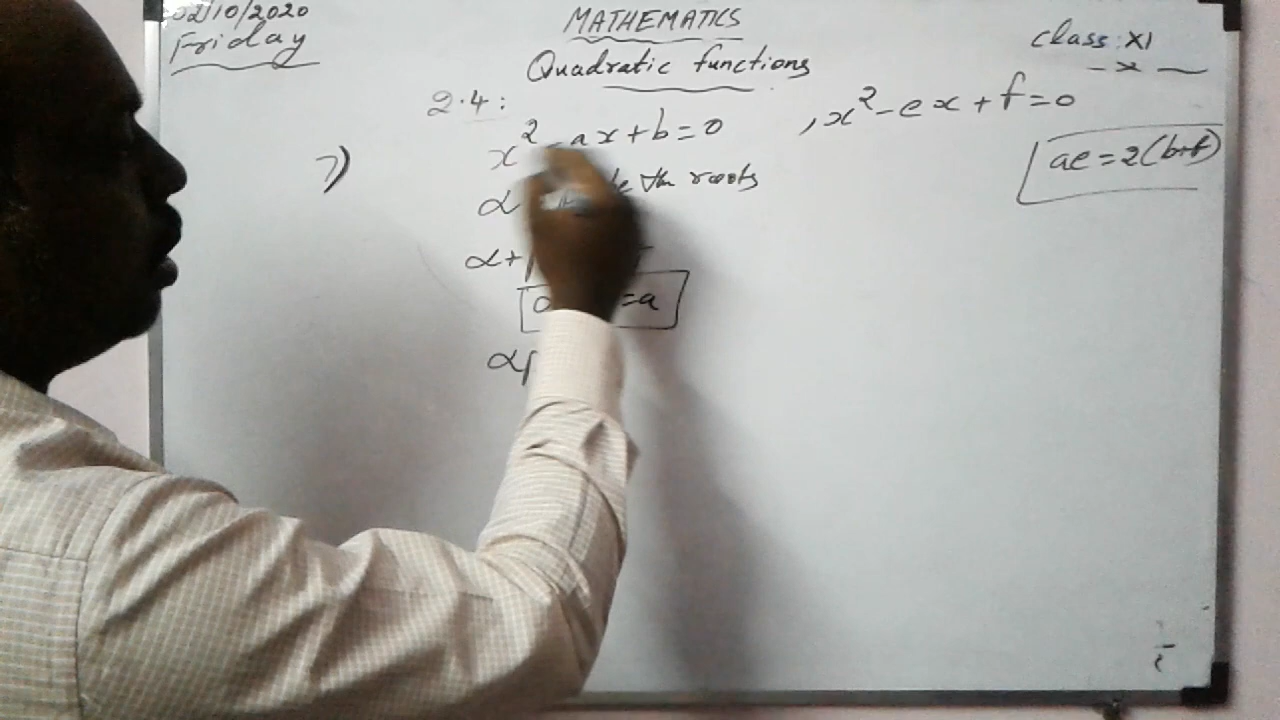 02/10/2020
Friday
MATHEMATICS
Quadratic functions
Class: XI
- x -
2.4:
7)
x² - ax + b = 0 , x² - ex + f = 0
ae = 2(b+f)
α the roots
α +
= a
α